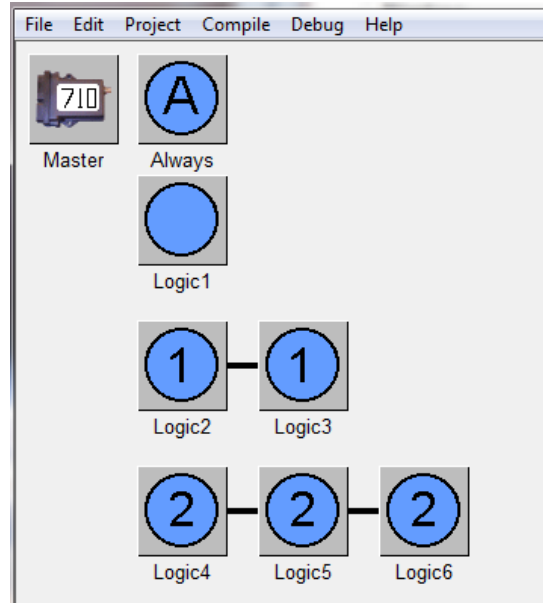 File Edit Project Compile Debug Help
710 A
Master Always
Logic1
1 1
Logic2 Logic3
2 2 2
Logic4 Logic5 Logic6